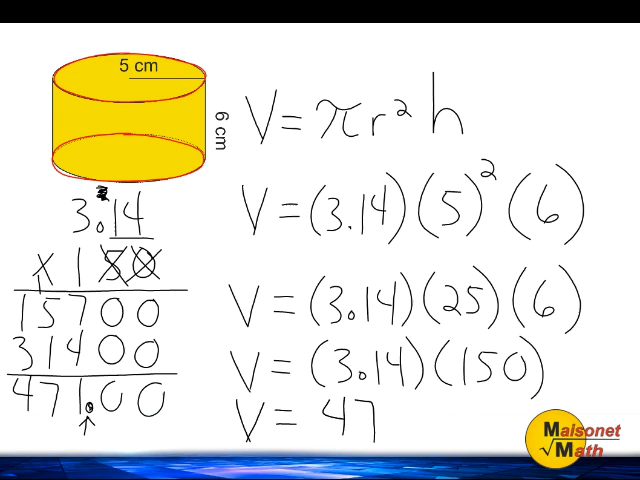 5 cm
6 cm
V = πr² h
3.14
x 150
15700
31400
471.00
V = (3.14)(5)² (6)
V = (3.14)(25)(6)
V = (3.14)(150)
V = 47
Maisonet
√Math